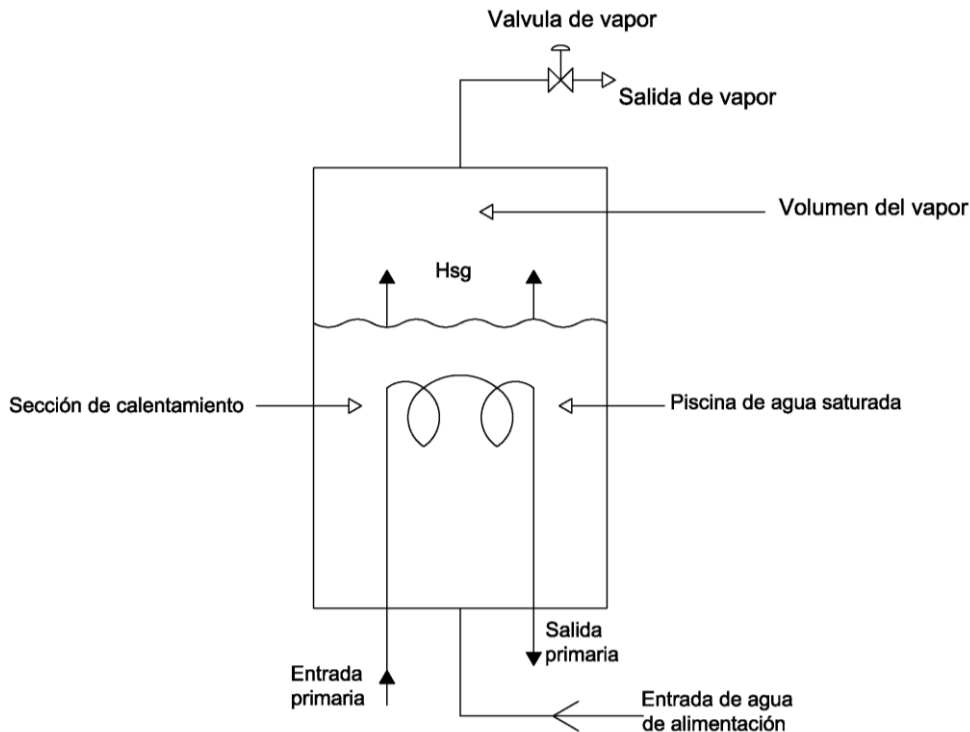 Valvula de vapor
Salida de vapor
Volumen del vapor
Hsg
Sección de calentamiento
Piscina de agua saturada
Salida
primaria
Entrada
primaria
Entrada de agua
de alimentación